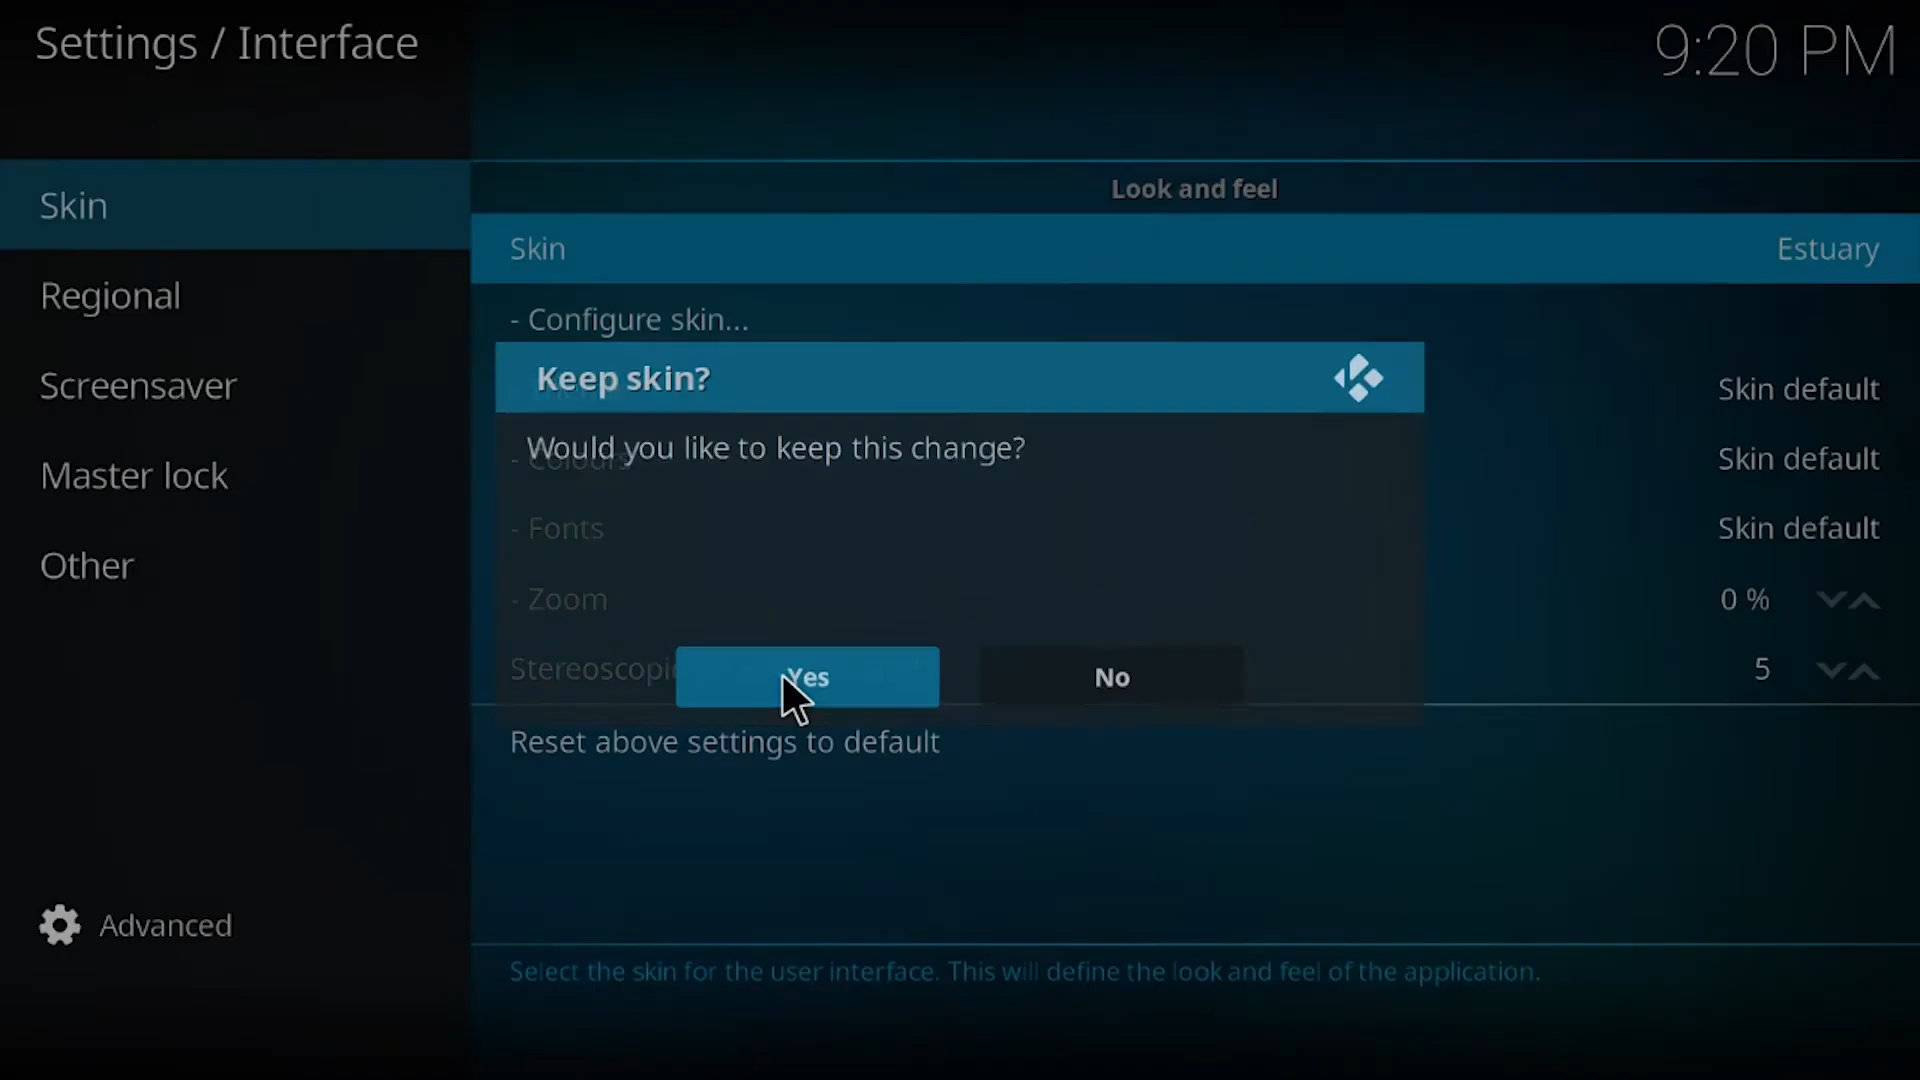 Settings / Interface
9:20 PM
Skin
Regional
Screensaver
Master lock
Other
Advanced
Look and feel
Skin Estuary
- Configure skin...
Keep skin?
Skin default
Would you like to keep this change?
- Colours Skin default
- Fonts Skin default
- Zoom 0 %
Stereoscopic 5
Yes No
Reset above settings to default
Select the skin for the user interface. This will define the look and feel of the application.